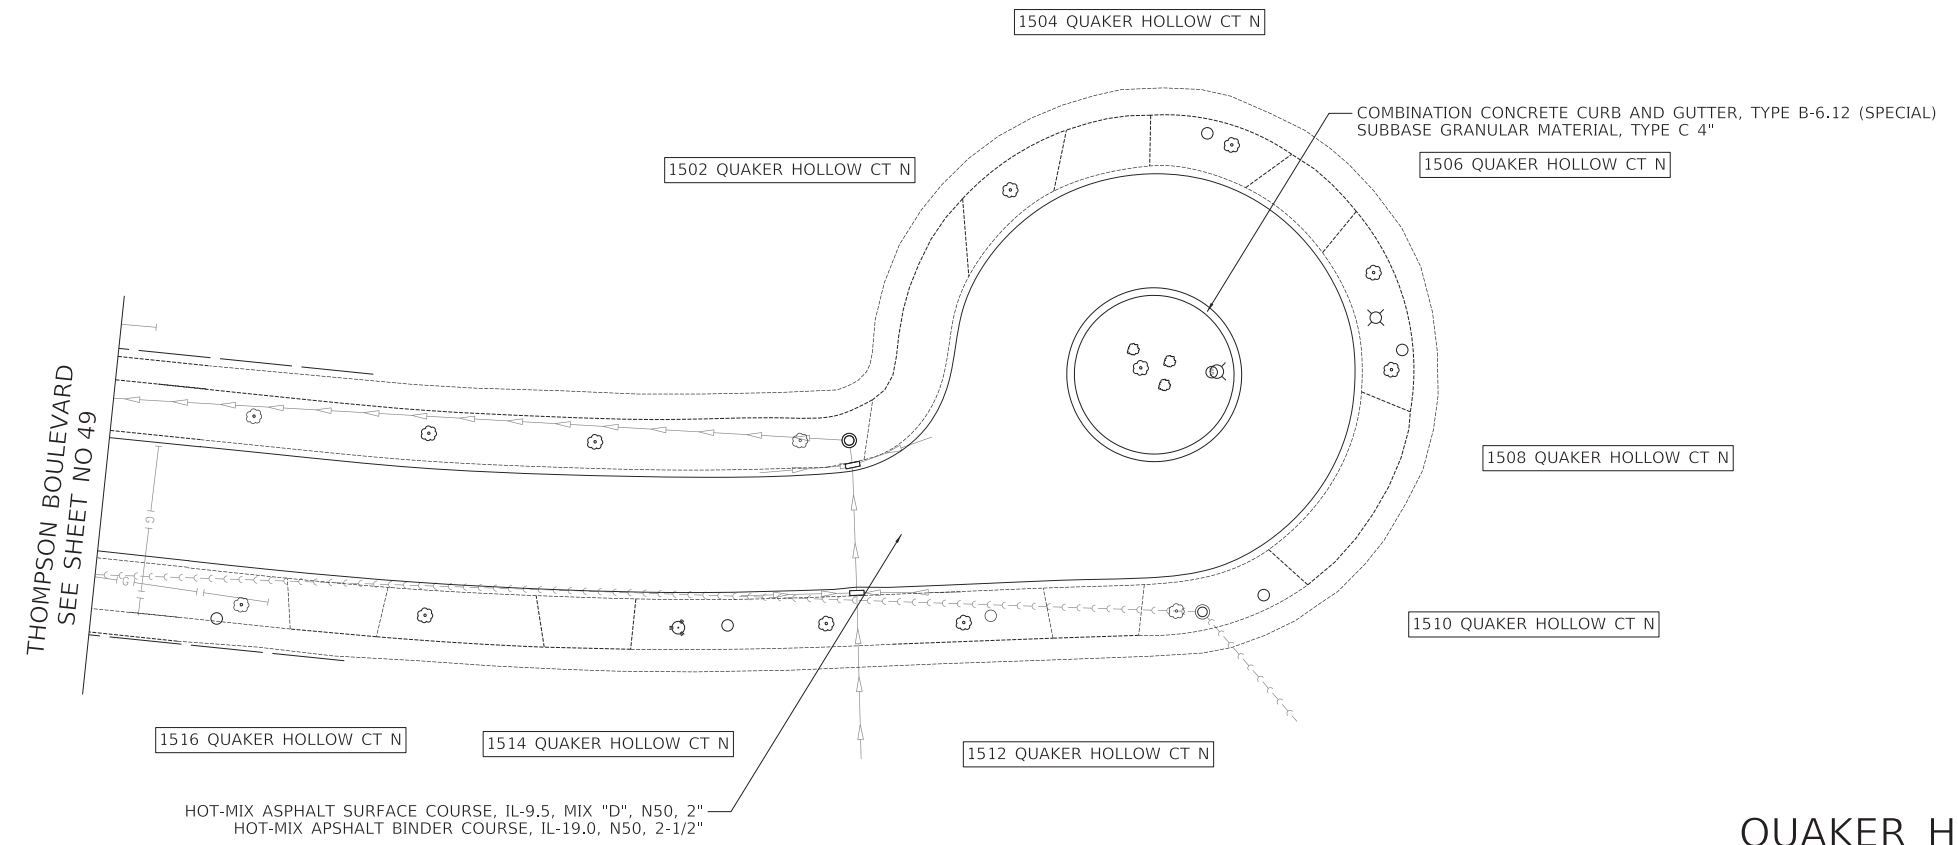 1504 QUAKER HOLLOW CT N
COMBINATION CONCRETE CURB AND GUTTER, TYPE B-6.12 (SPECIAL)
SUBBASE GRANULAR MATERIAL, TYPE C 4"
1502 QUAKER HOLLOW CT N
1506 QUAKER HOLLOW CT N
THOMPSON BOULEVARD
SEE SHEET NO 49
G
G
1508 QUAKER HOLLOW CT N
1510 QUAKER HOLLOW CT N
1516 QUAKER HOLLOW CT N
1514 QUAKER HOLLOW CT N
1512 QUAKER HOLLOW CT N
HOT-MIX ASPHALT SURFACE COURSE, IL-9.5, MIX "D", N50, 2"
HOT-MIX APSHALT BINDER COURSE, IL-19.0, N50, 2-1/2"
QUAKER H